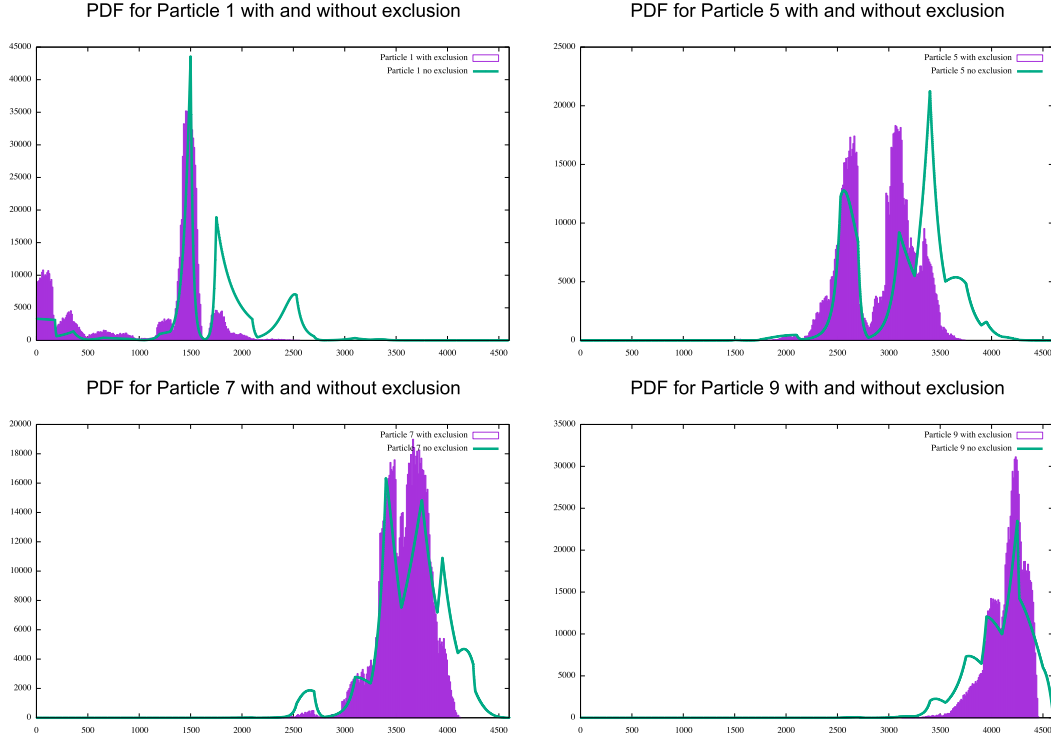 PDF for Particle 1 with and without exclusion
45000
40000
35000
30000
25000
20000
15000
10000
5000
0
0 500 1000 1500 2000 2500 3000 3500 4000 4500
Particle 1 with exclusion
Particle 1 no exclusion
PDF for Particle 5 with and without exclusion
25000
20000
15000
10000
5000
0
0 500 1000 1500 2000 2500 3000 3500 4000 4500
Particle 5 with exclusion
Particle 5 no exclusion
PDF for Particle 7 with and without exclusion
20000
18000
16000
14000
12000
10000
8000
6000
4000
2000
0
0 500 1000 1500 2000 2500 3000 3500 4000 4500
Particle 7 with exclusion
Particle 7 no exclusion
PDF for Particle 9 with and without exclusion
35000
30000
25000
20000
15000
10000
5000
0
0 500 1000 1500 2000 2500 3000 3500 4000 4500
Particle 9 with exclusion
Particle 9 no exclusion